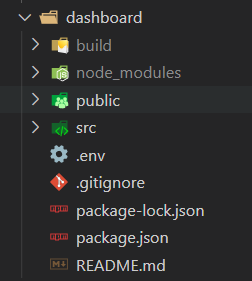 dashboard
build
node_modules
public
src
.env
.gitignore
package-lock.json
package.json
README.md